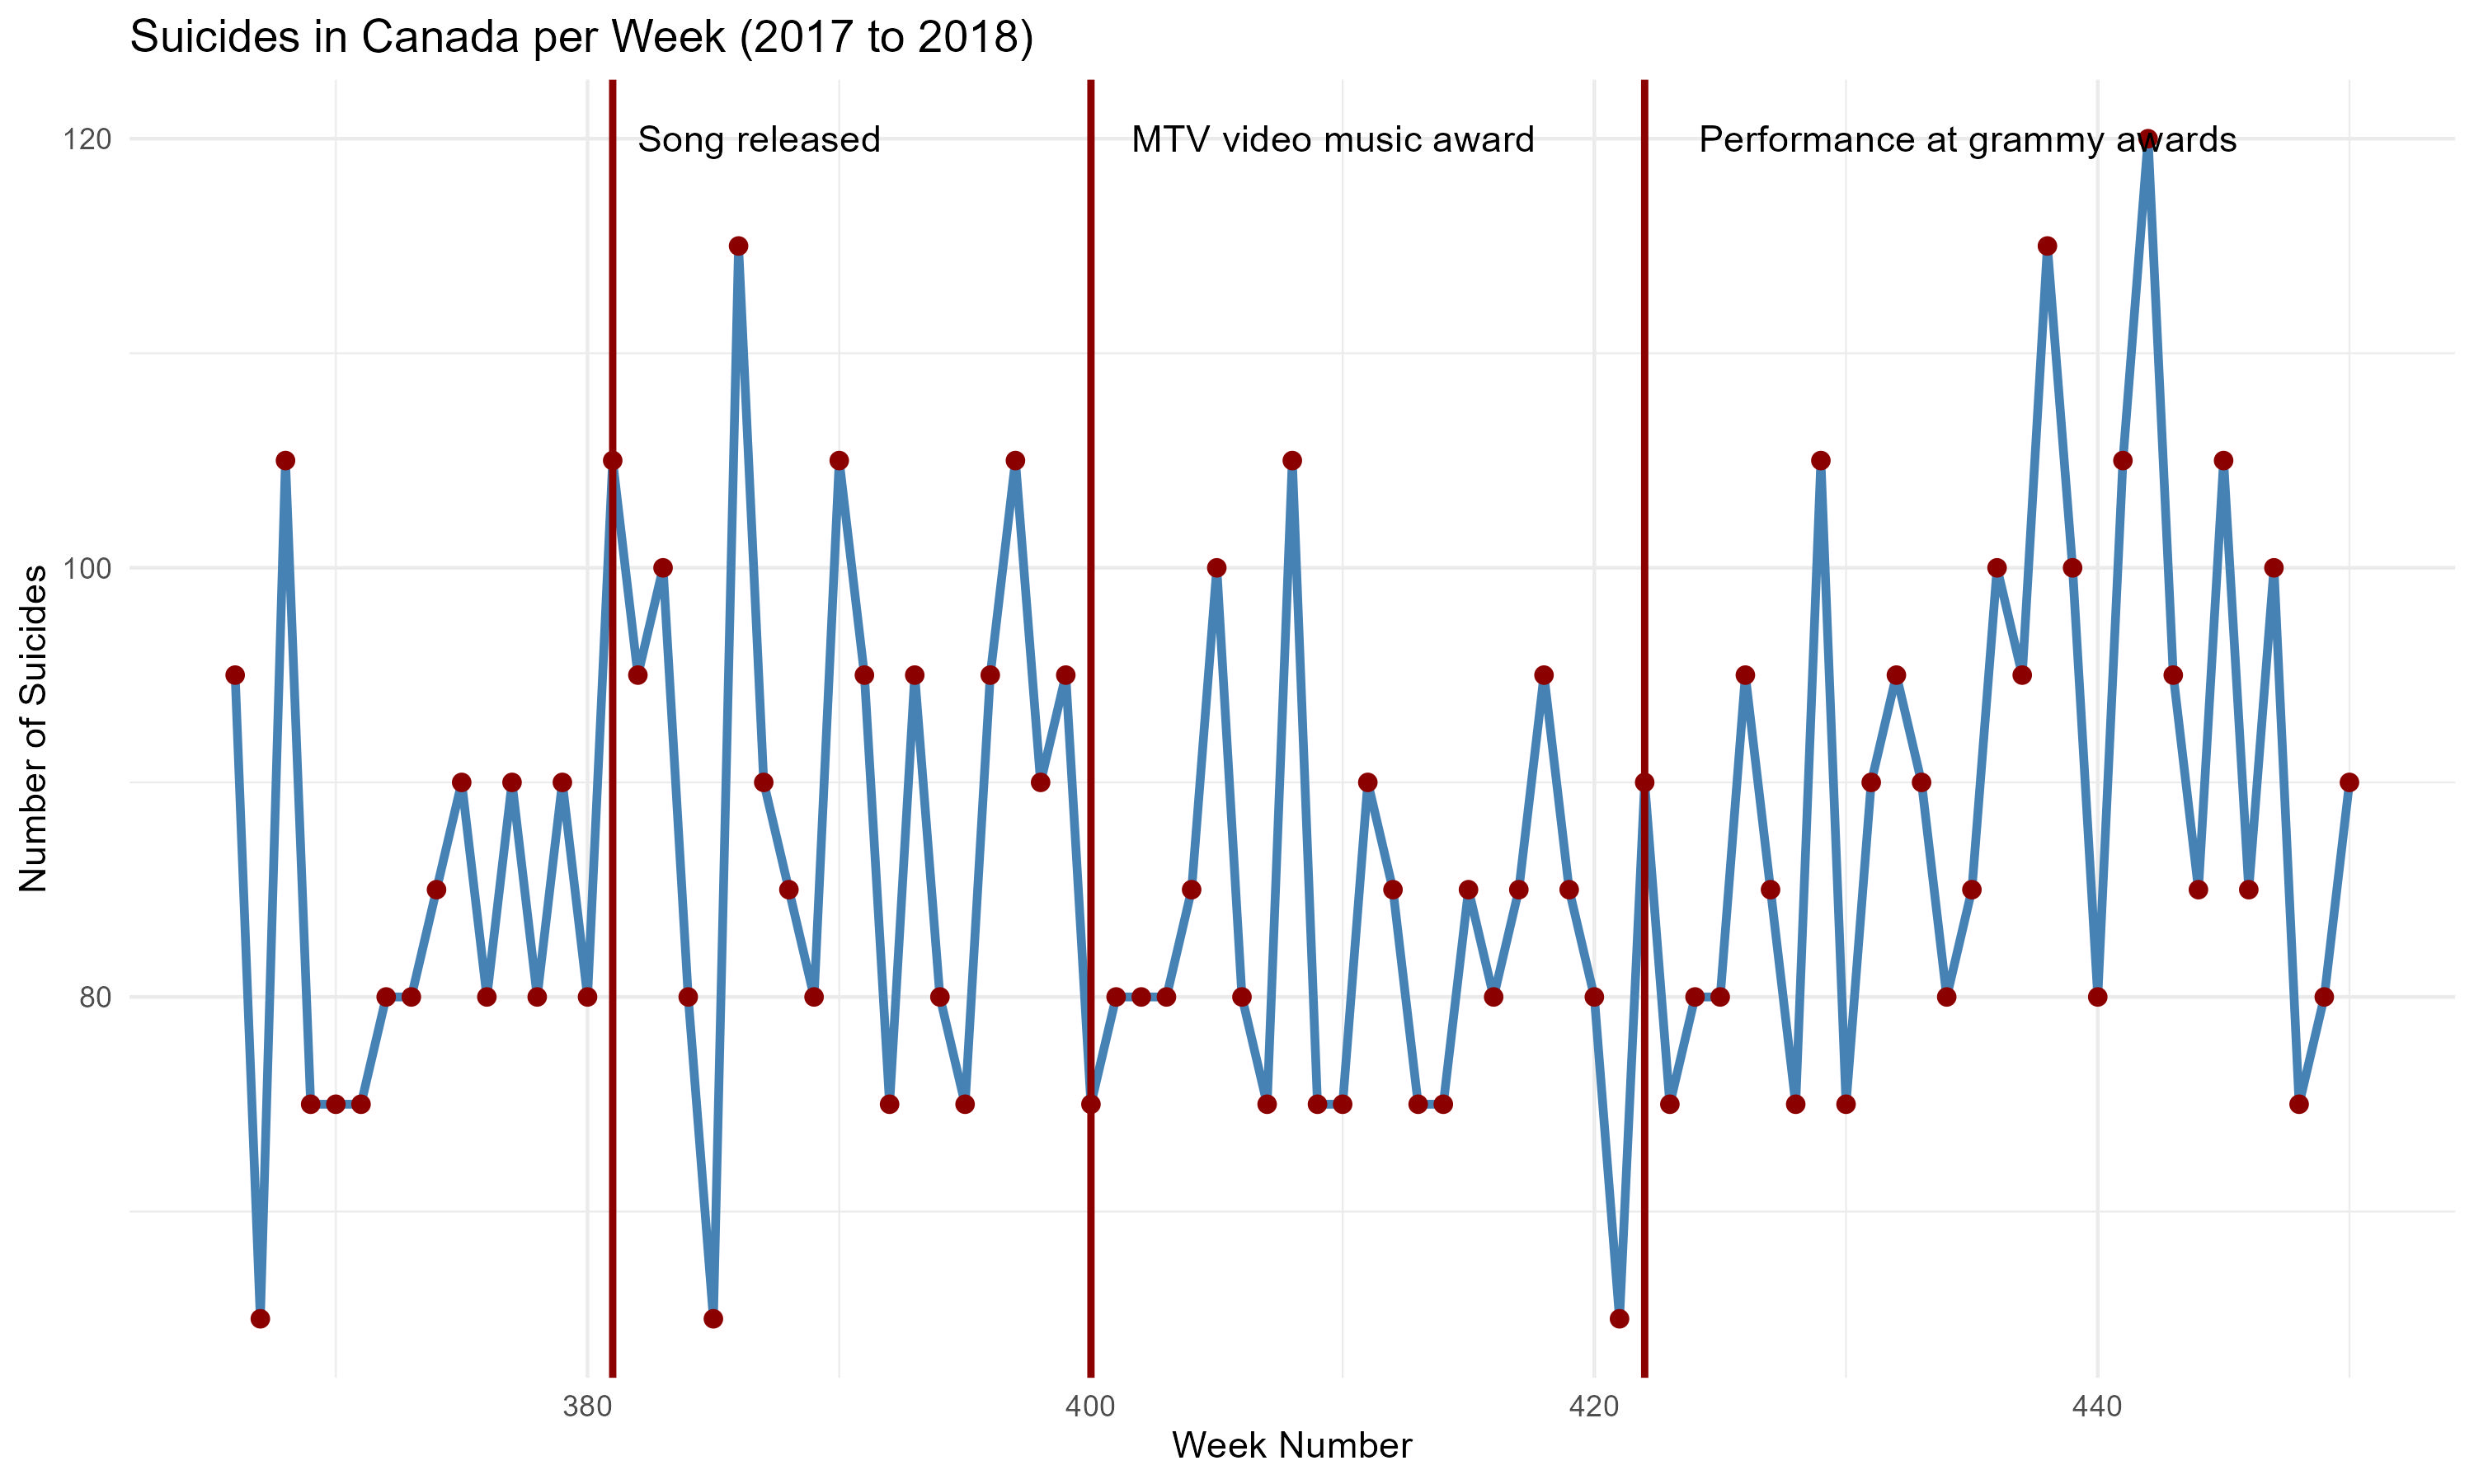 Suicides in Canada per Week (2017 to 2018)
Song released
MTV video music award
Performance at grammy awards
120
100
80
Number of Suicides
380
400
420
440
Week Number